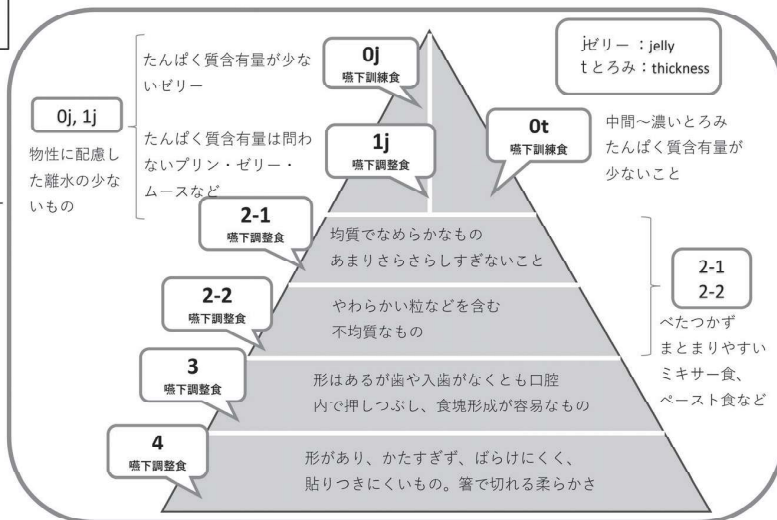 jゼリー：jelly
tとろみ：thickness
0j
嚥下訓練食
たんぱく質含有量が少な
いゼリー
0j, 1j
物性に配慮し
た離水の少な
いもの
たんぱく質含有量は問わ
ないプリン・ゼリー・
ムースなど
1j
嚥下調整食
0t
嚥下訓練食
中間～濃いとろみ
たんぱく質含有量が
少ないこと
2-1
嚥下調整食
均質でなめらかなもの
あまりさらさらしすぎないこと
2-2
嚥下調整食
やわらかい粒などを含む
不均質なもの
2-1
2-2
べたつかず
まとまりやすい
ミキサー食、
ペースト食など
3
嚥下調整食
形はあるが歯や入歯がなくとも口腔
内で押しつぶし、食塊形成が容易なもの
4
嚥下調整食
形があり、かたすぎず、ばらけにくく、
貼りつきにくいもの。箸で切れる柔らかさ